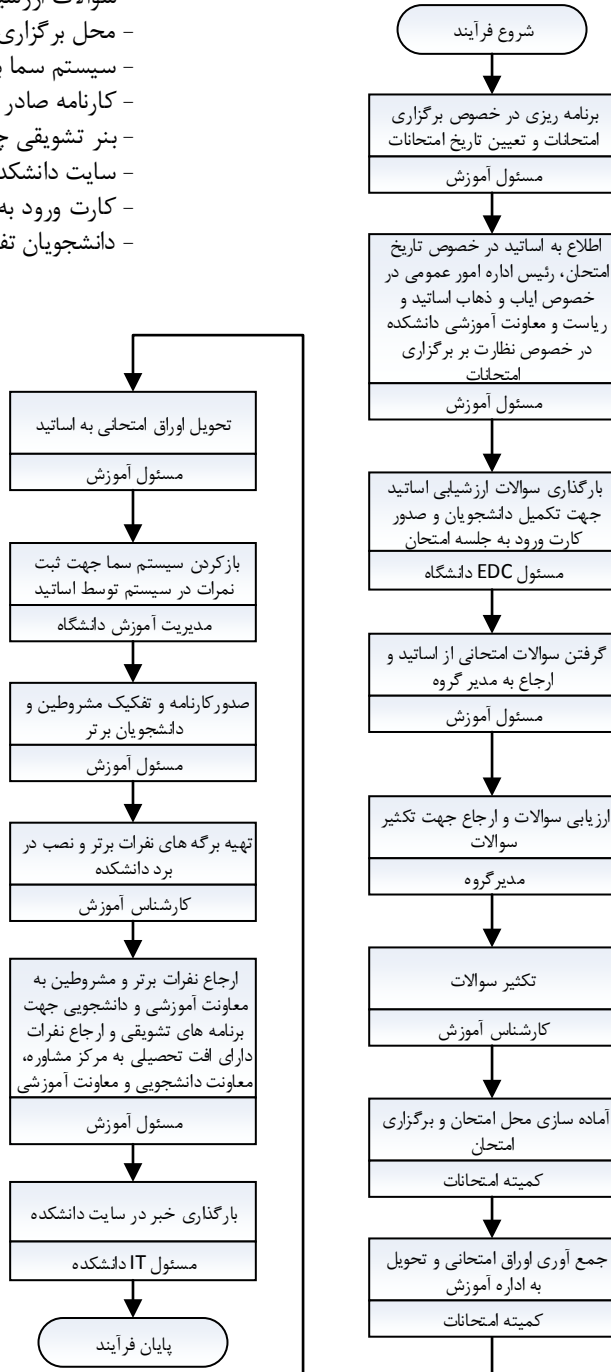 - محل برگزاری
- سیستم سما
- کارنامه صادر
- بنر تشویقی
- سایت
- کارت ورود به
- دانشجویان
شروع فرآیند
برنامه ریزی در خصوص برگزاری
امتحانات و تعیین تاریخ امتحانات
مسئول آموزش
اطلاع به اساتید در خصوص تاریخ
امتحان، رئیس اداره امور عمومی در
خصوص ایاب و ذهاب اساتید و
ریاست و معاونت آموزشی دانشکده
در خصوص نظارت بر برگزاری
امتحانات
مسئول آموزش
بارگذاری سوالات ارزشیابی اساتید
جهت تکمیل دانشجویان و صدور
کارت ورود به جلسه امتحان
مسئول EDC دانشگاه
گرفتن سوالات امتحانی از اساتید و
ارجاع به مدیر گروه
مسئول آموزش
ارزیابی سوالات و ارجاع جهت تکثیر
سوالات
مدیرگروه
تکثیر سوالات
کارشناس آموزش
آماده سازی محل امتحان و برگزاری
امتحان
کمیته امتحانات
جمع آوری اوراق امتحانی و تحویل
به اداره آموزش
کمیته امتحانات
تحویل اوراق امتحانی به اساتید
مسئول آموزش
بازکردن سیستم سما جهت ثبت
نمرات در سیستم توسط اساتید
مدیریت آموزش دانشگاه
صدورکارنامه و تفکیک مشروطین و
دانشجویان برتر
مسئول آموزش
تهیه برگه های نفرات برتر و نصب در
برد دانشکده
کارشناس آموزش
ارجاع نفرات برتر و مشروطین به
معاونت آموزشی و دانشجویی جهت
برنامه های تشویقی و ارجاع نفرات
دارای افت تحصیلی به مرکز مشاوره،
معاونت دانشجویی و معاونت آموزشی
مسئول آموزش
بارگذاری خبر در سایت دانشکده
مسئول IT دانشکده
پایان فرآیند